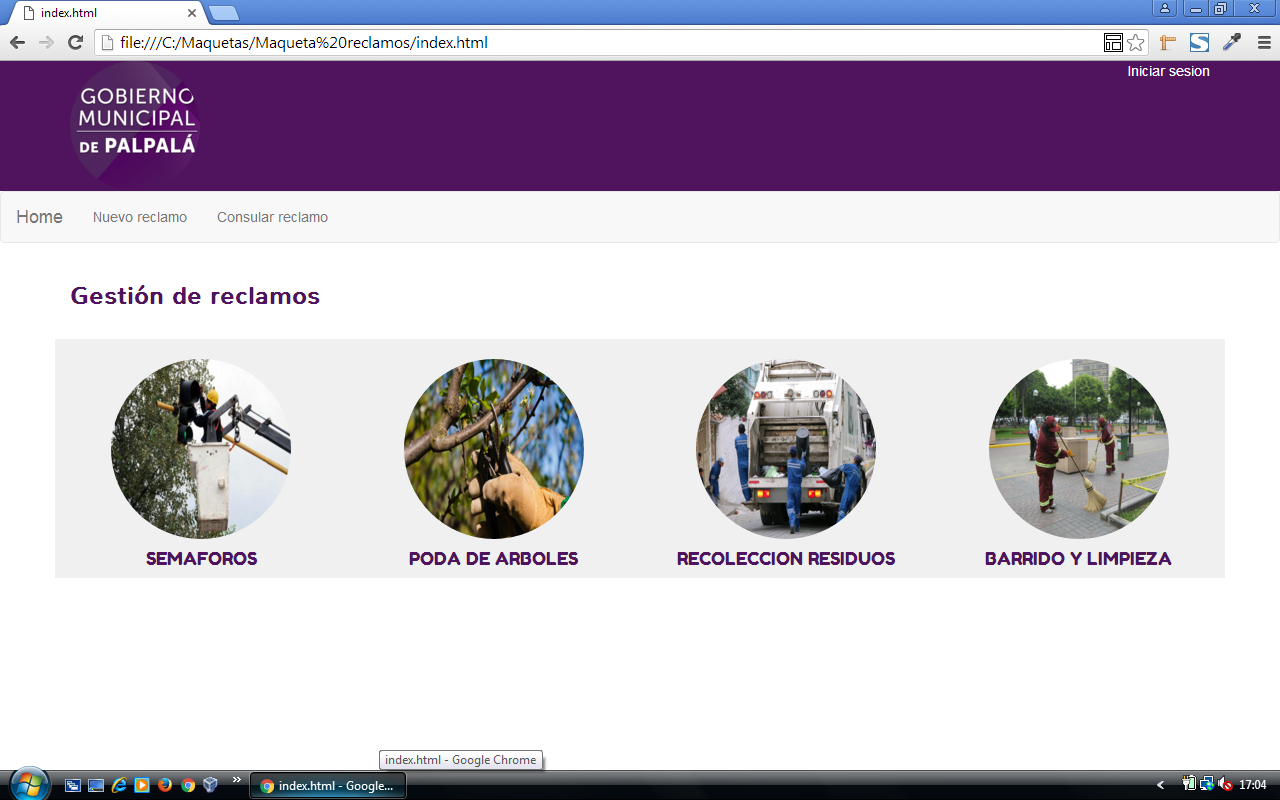 index.html
file:///C:/Maquetas/Maqueta%20reclamos/index.html
Iniciar sesion
GOBIERNO
MUNICIPAL
DE PALPALÁ
Home Nuevo reclamo Consular reclamo
Gestión de reclamos
SEMAFOROS PODA DE ARBOLES RECOLECCION RESIDUOS BARRIDO Y LIMPIEZA
index.html - Google Chrome
index.html - Google...
17:04